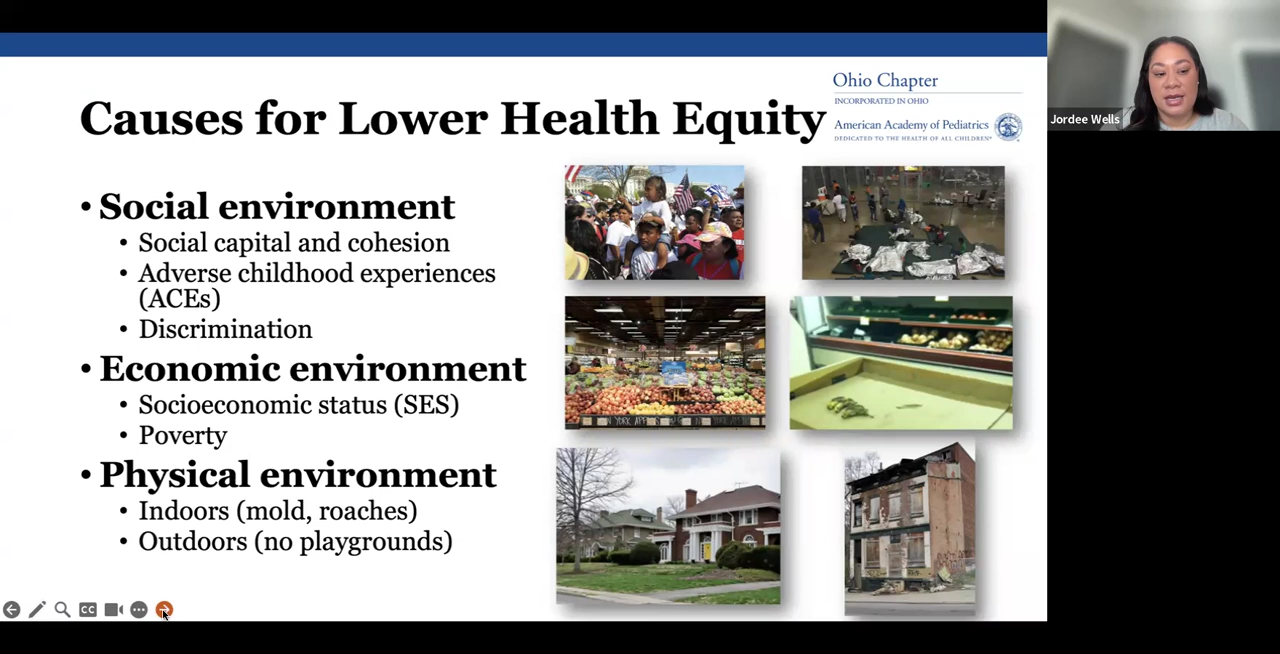 Causes for Lower Health Equity
Ohio Chapter
INCORPORATED IN OHIO
American Academy of Pediatrics
DEDICATED TO THE HEALTH OF ALL CHILDREN®
Jordee Wells
• Social environment
• Social capital and cohesion
• Adverse childhood experiences
(ACEs)
• Discrimination
• Economic environment
• Socioeconomic status (SES)
• Poverty
• Physical environment
• Indoors (mold, roaches)
• Outdoors (no playgrounds)
CC